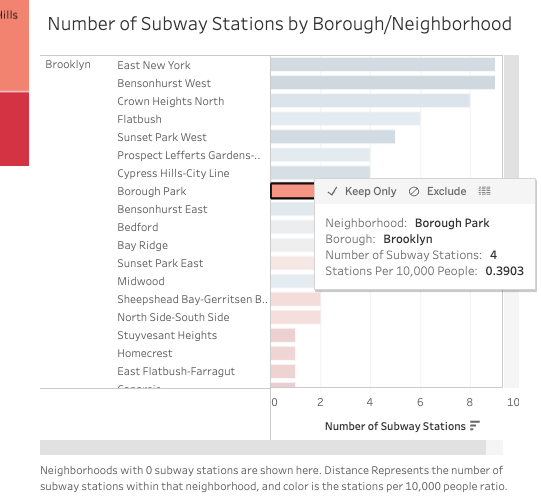 Hills
Number of Subway Stations by Borough/Neighborhood
Brooklyn
East New York
Bensonhurst West
Crown Heights North
Flatbush
Sunset Park West
Prospect Lefferts Gardens-..
Cypress Hills-City Line
Borough Park
Bensonhurst East
Bedford
Bay Ridge
Sunset Park East
Midwood
Sheepshead Bay-Gerritsen B..
North Side-South Side
Stuyvesant Heights
Homecrest
East Flatbush-Farragut
Keep Only Exclude
Neighborhood: Borough Park
Borough: Brooklyn
Number of Subway Stations: 4
Stations Per 10,000 People: 0.3903
0 2 4 6 8 10
Number of Subway Stations
Neighborhoods with 0 subway stations are shown here. Distance Represents the number of
subway stations within that neighborhood, and color is the stations per 10,000 people ratio.